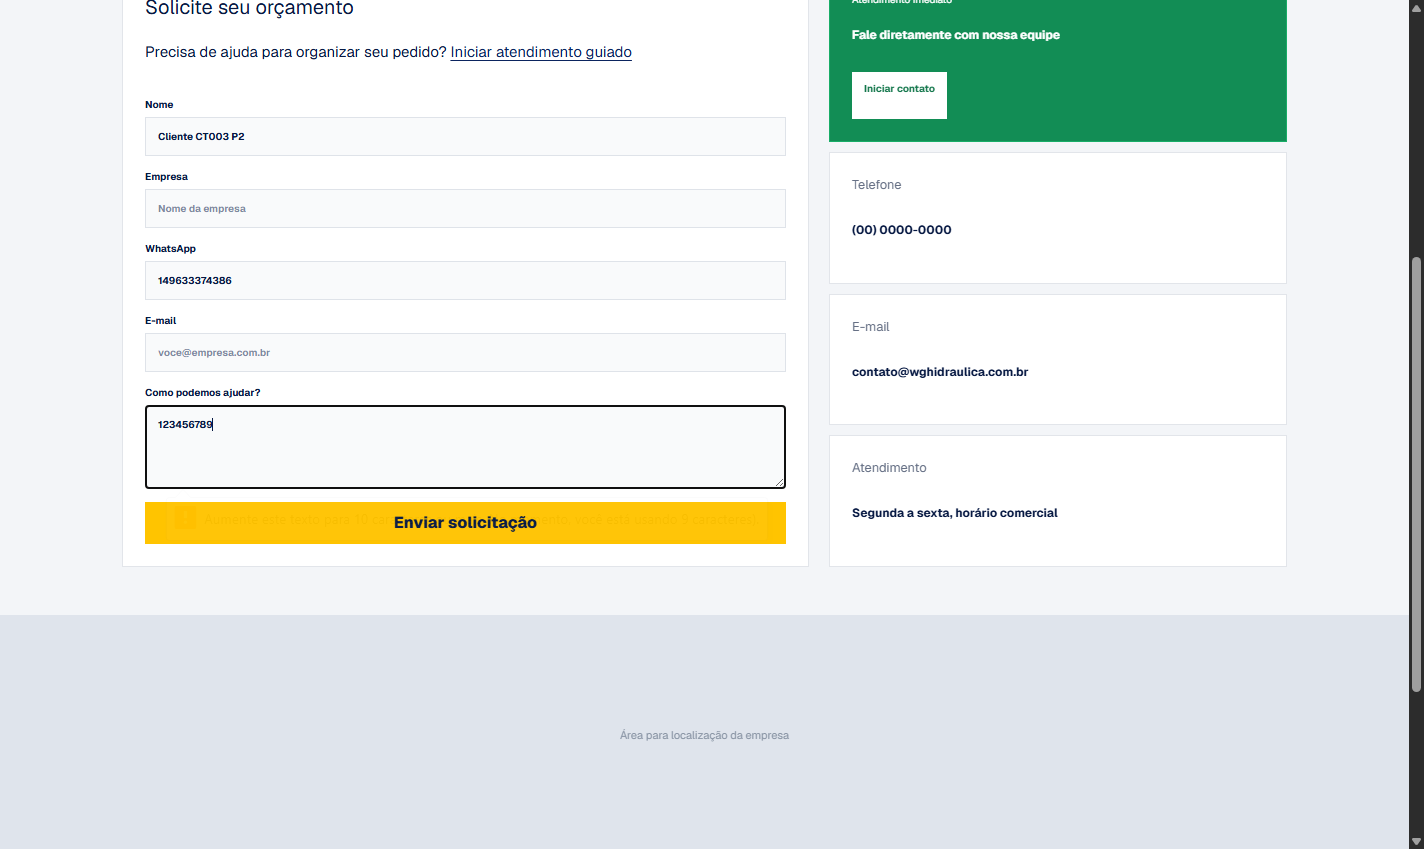 Solicite seu orçamento
Precisa de ajuda para organizar seu pedido? Iniciar atendimento guiado
Nome
Cliente CT003 P2
Empresa
Nome da empresa
WhatsApp
149633374386
E-mail
voce@empresa.com.br
Como podemos ajudar?
123456789
Enviar solicitação
Atendimento imediato
Fale diretamente com nossa equipe
Iniciar contato
Telefone
(00) 0000-0000
E-mail
contato@wghidraulica.com.br
Atendimento
Segunda a sexta, horário comercial
Área para localização da empresa